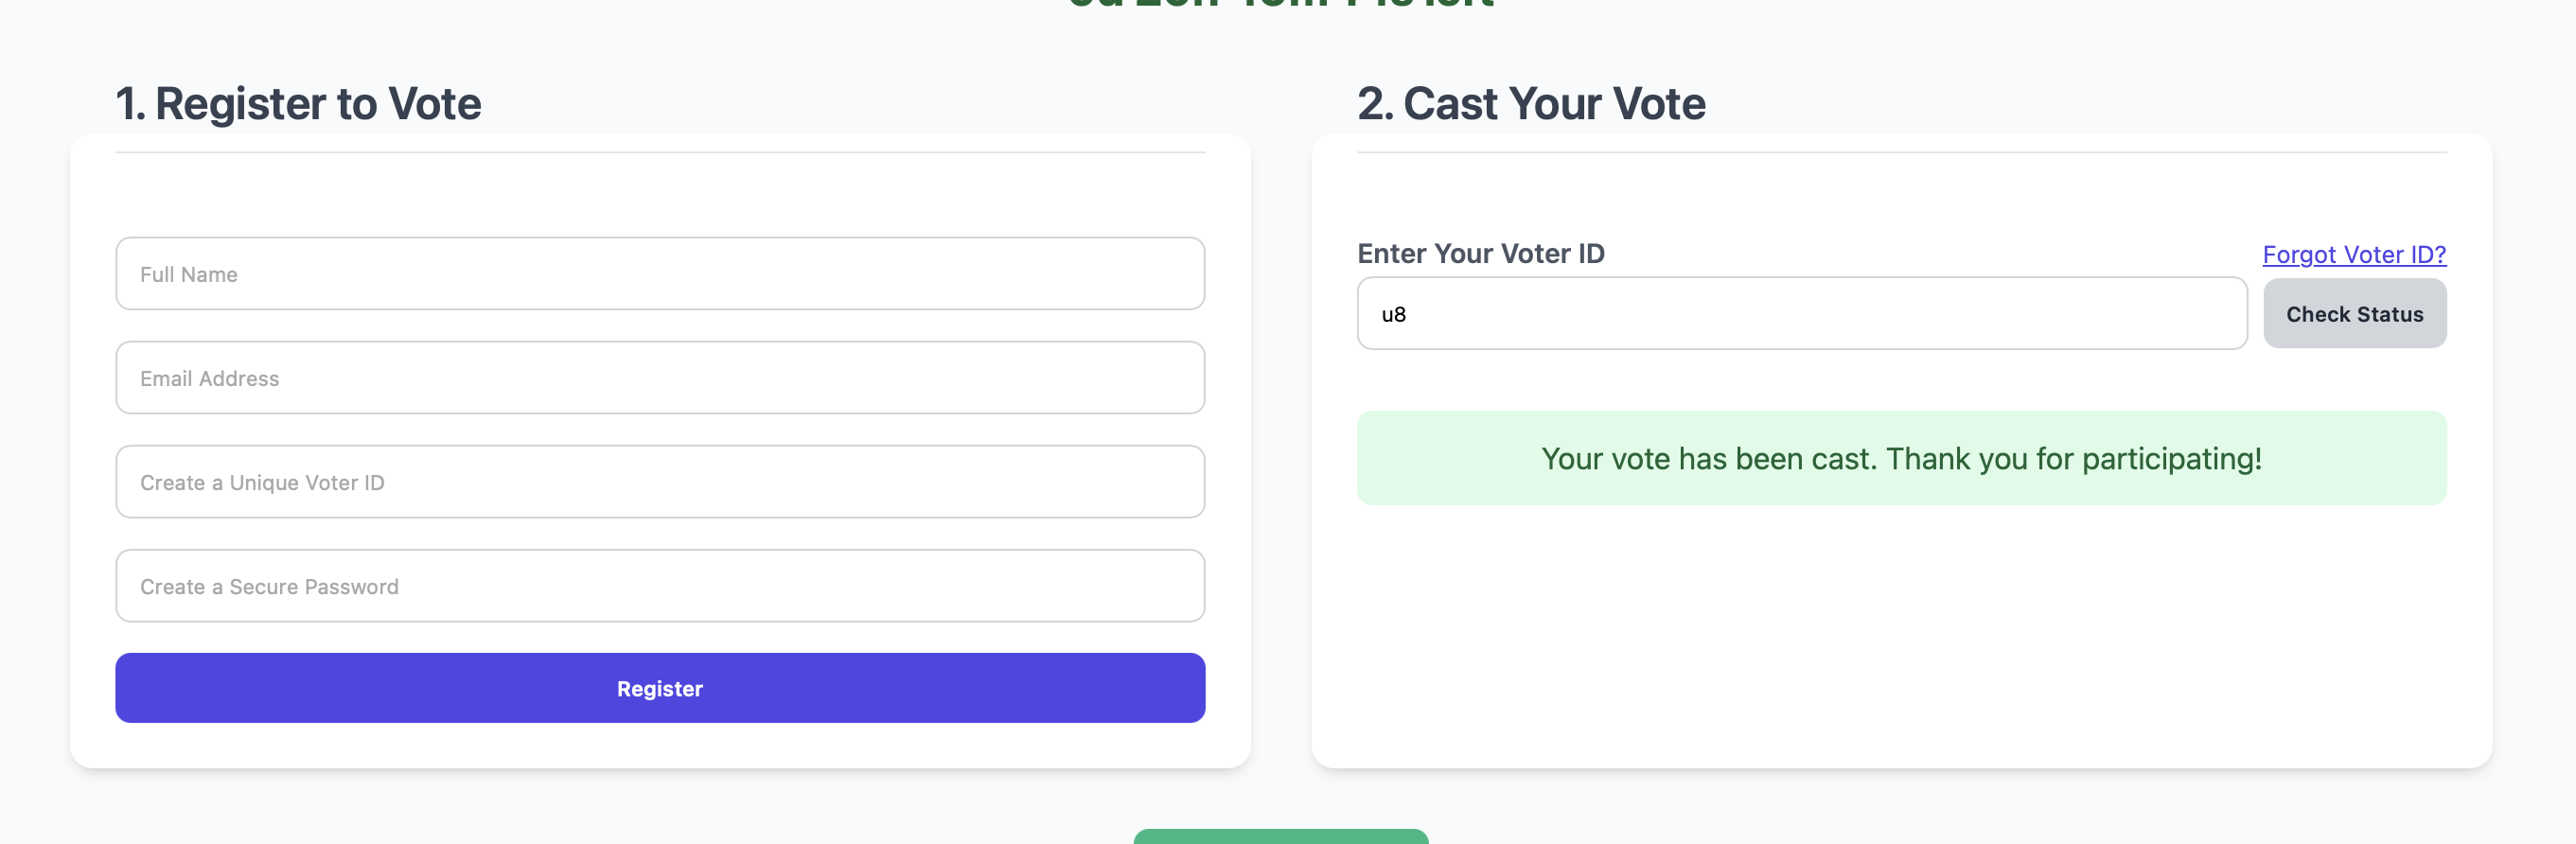 1. Register to Vote
Full Name
Email Address
Create a Unique Voter ID
Create a Secure Password
Register
2. Cast Your Vote
Enter Your Voter ID
Forgot Voter ID?
u8
Check Status
Your vote has been cast. Thank you for participating!